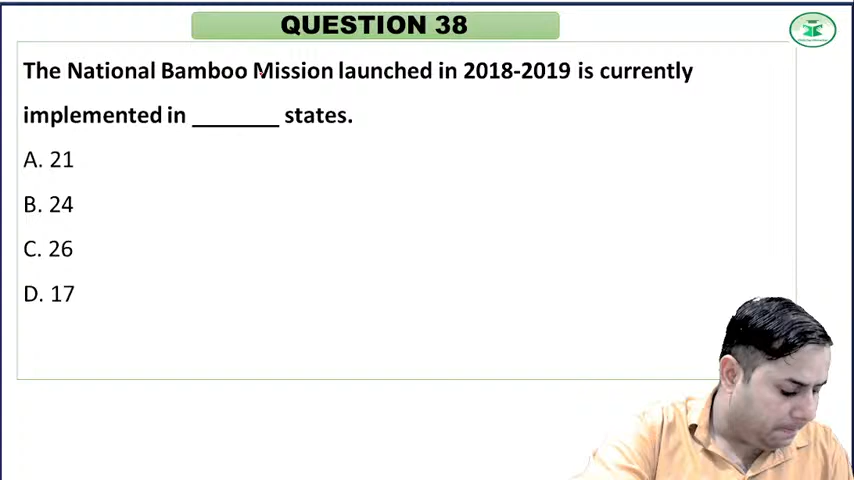 QUESTION 38
The National Bamboo Mission launched in 2018-2019 is currently
implemented in _______ states.
A. 21
B. 24
C. 26
D. 17